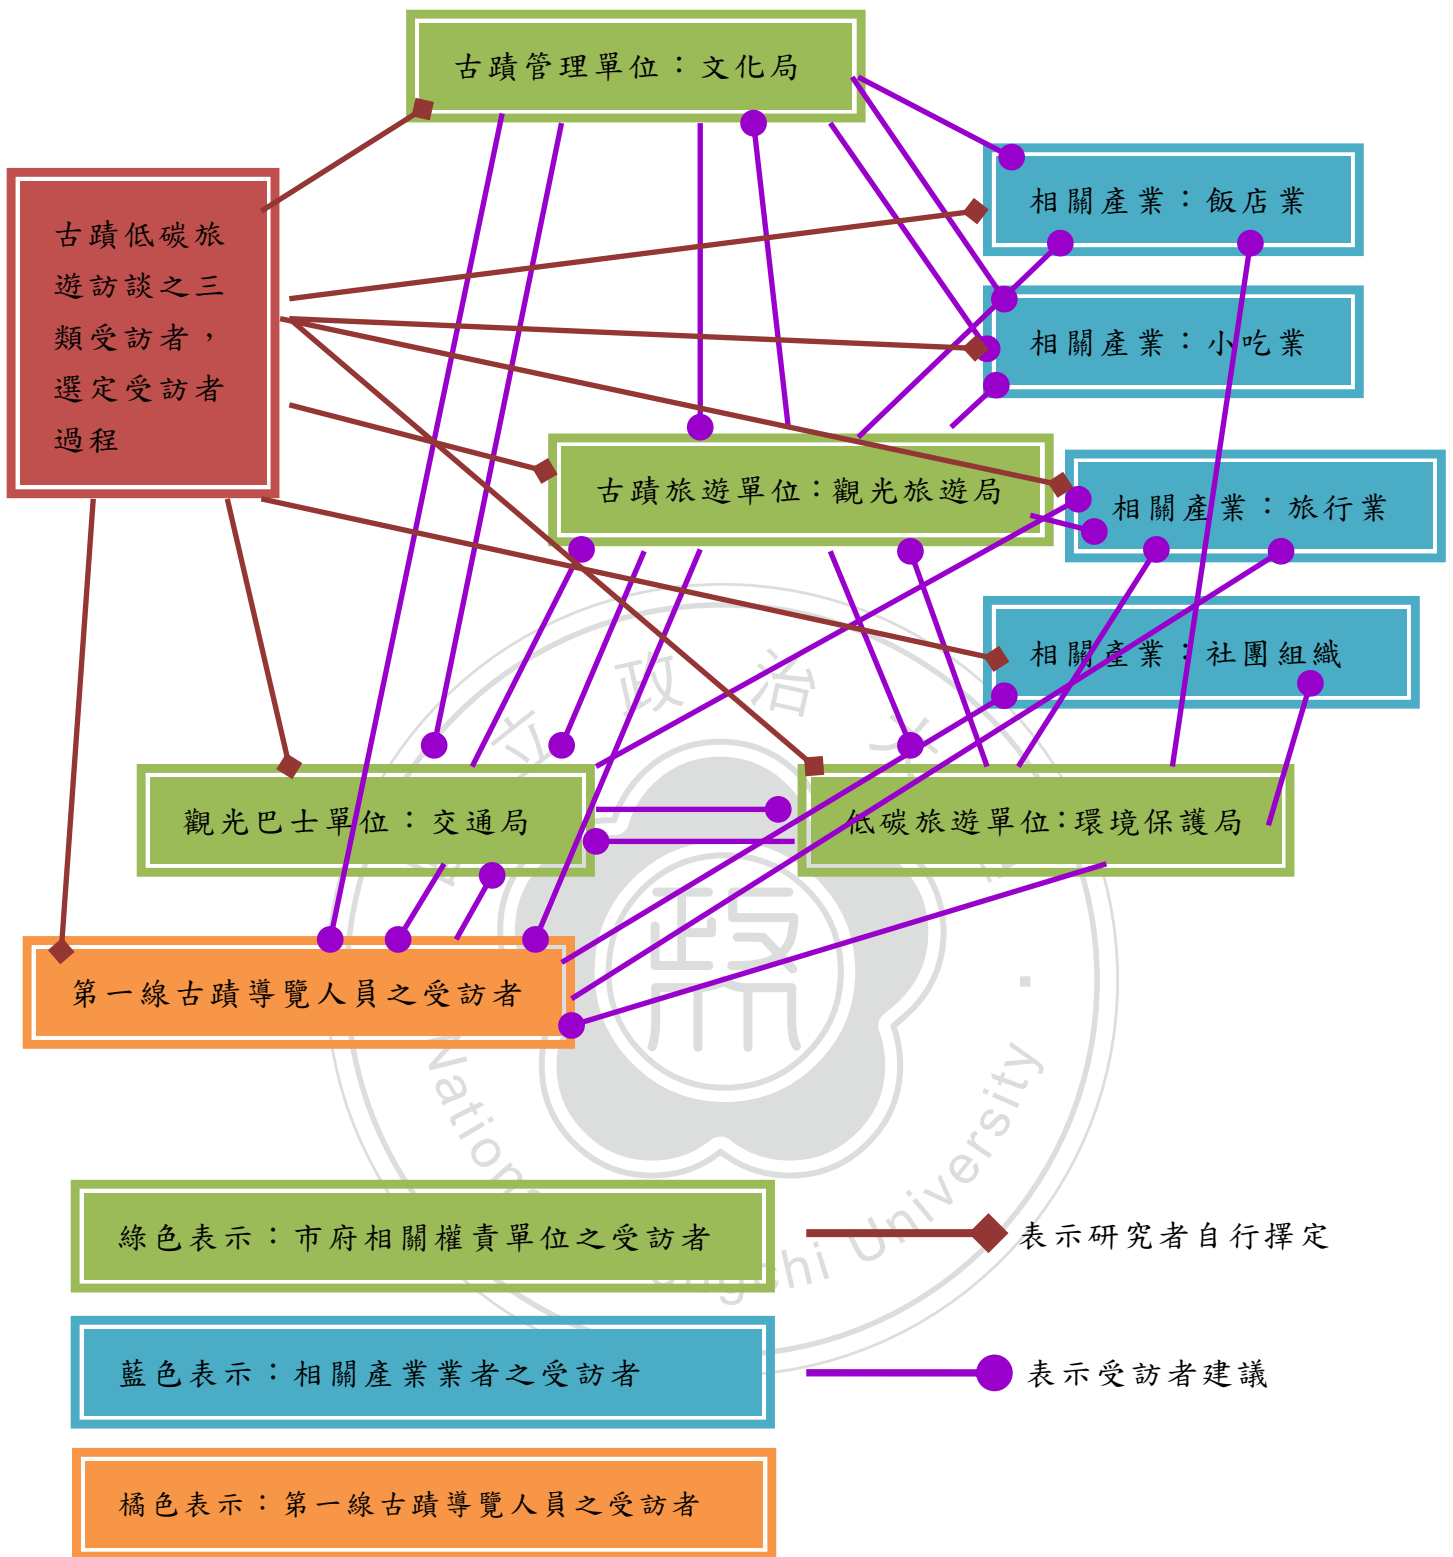 古蹟管理單位：文化局
相關產業：飯店業
古蹟低碳旅
遊訪談之三
類受訪者，
選定受訪者
過程
相關產業：小吃業
古蹟旅遊單位：觀光旅遊局
相關產業：旅行業
相關產業：社團組織
觀光巴士單位：交通局
低碳旅遊單位：環境保護局
第一線古蹟導覽人員之受訪者
立政治大
University
綠色表示：市府相關權責單位之受訪者
表示研究者自行擇定
藍色表示：相關產業業者之受訪者
表示受訪者建議
橘色表示：第一線古蹟導覽人員之受訪者